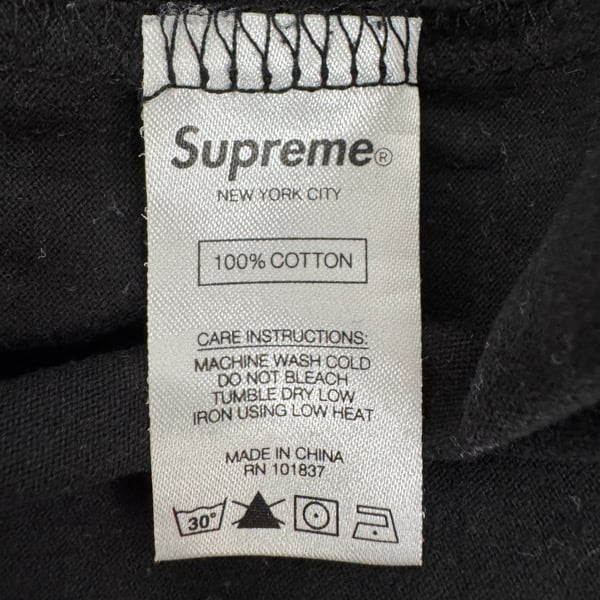 Supreme®
NEW YORK CITY
100% COTTON
CARE INSTRUCTIONS:
MACHINE WASH COLD
DO NOT BLEACH
TUMBLE DRY LOW
IRON USING LOW HEAT
MADE IN CHINA
RN 101837
30°